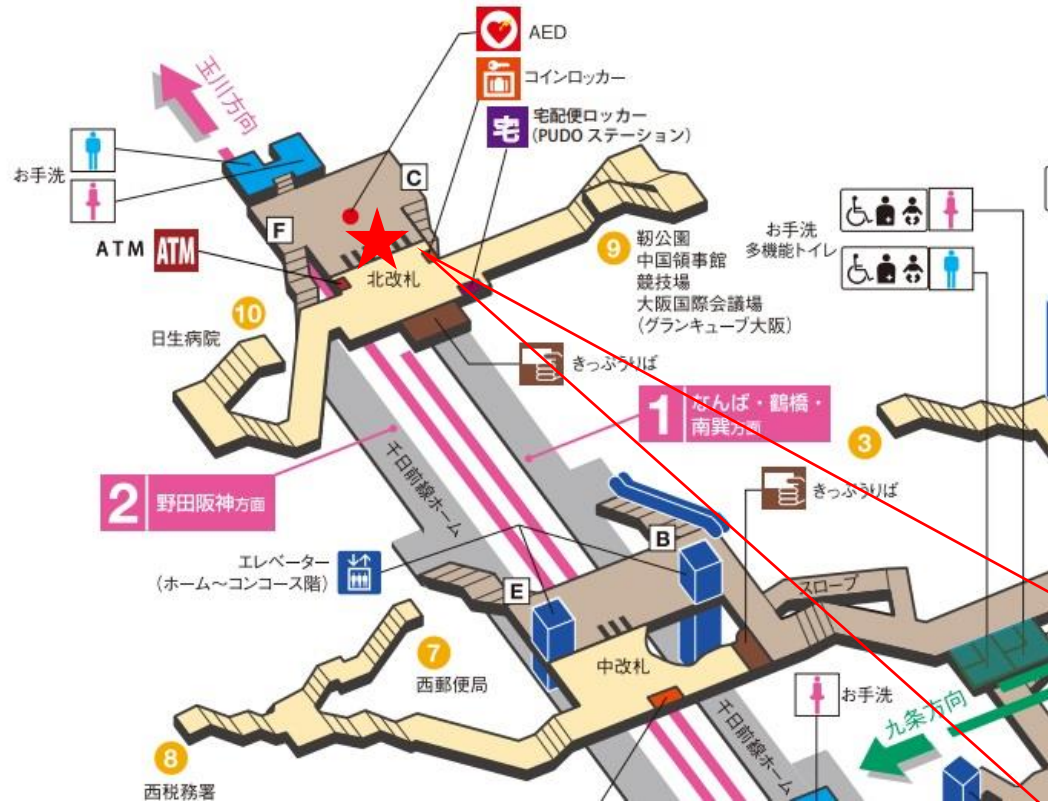 AED
コインロッカー
宅
宅配便ロッカー
(PUDO ステーション)
玉川方向
お手洗
C
F
ATM ATM
北改札
9
靭公園
中国領事館
競技場
大阪国際会議場
(グランキューブ大阪)
お手洗
多機能トイレ
10
日生病院
きっぷうりば
1
なんば・鶴橋・
南巽方面
3
2
野田阪神方面
千日前線ホーム
きっぷうりば
エレベーター
(ホーム〜コンコース階)
B
E
スロープ
7
西郵便局
中改札
お手洗
九条方向
千日前線ホーム
8
西税務署